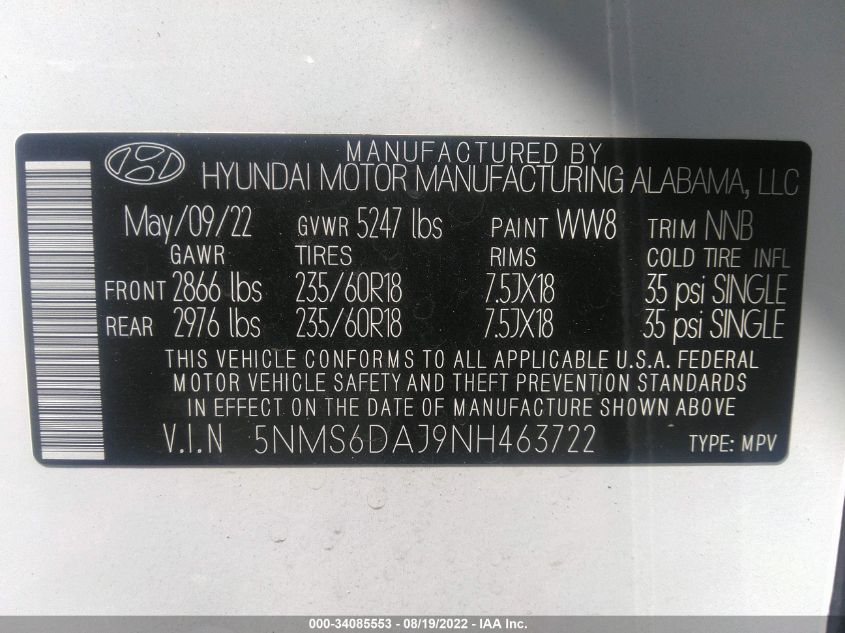 MANUFACTURED BY
HYUNDAI MOTOR MANUFACTURING ALABAMA, LLC
May/09/22 GVWR 5247 lbs PAINT WW8 TRIM NNB
GAWR TIRES RIMS COLD TIRE INFL
FRONT 2866 lbs 235/60R18 7.5JX18 35 psi SINGLE
REAR 2976 lbs 235/60R18 7.5JX18 35 psi SINGLE
THIS VEHICLE CONFORMS TO ALL APPLICABLE U.S.A. FEDERAL
MOTOR VEHICLE SAFETY AND THEFT PREVENTION STANDARDS
IN EFFECT ON THE DATE OF MANUFACTURE SHOWN ABOVE
V.I.N 5NMS6DAJ9NH463722 TYPE: MPV
000-34085553 - 08/19/2022 - IAA Inc.